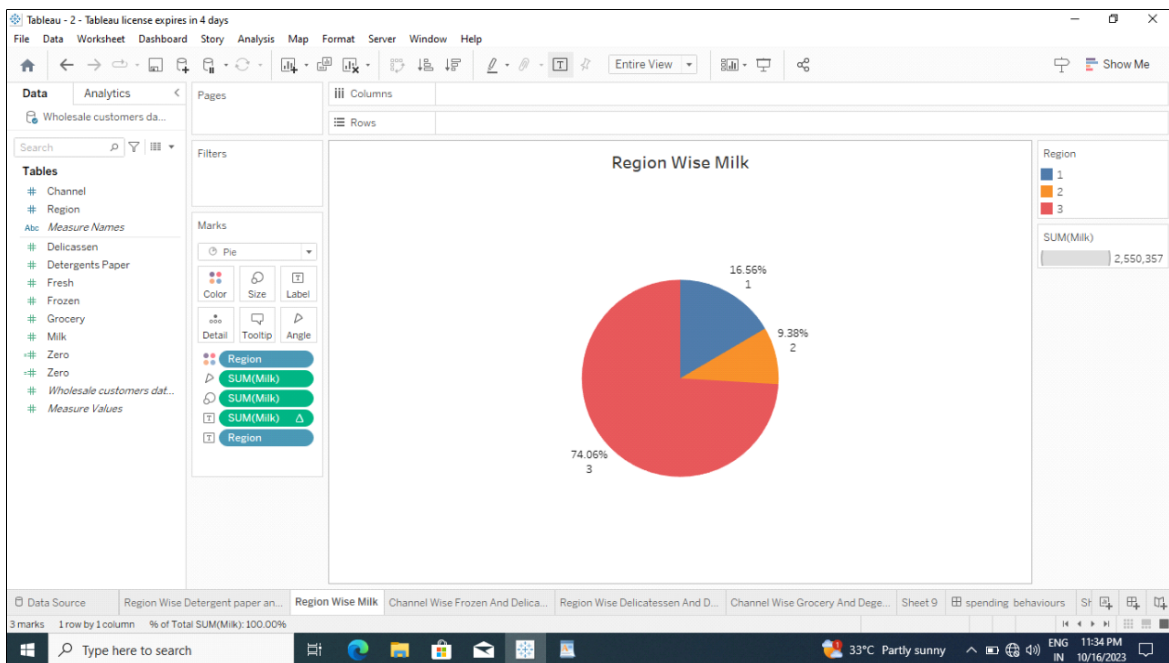 Tableau - 2 - Tableau license expires in 4 days
File Data Worksheet Dashboard Story Analysis Map Format Server Window Help
Entire View
Show Me
Data Analytics
Wholesale customers da...
Search
Tables
# Channel
# Region
Abc Measure Names
# Delicassen
# Detergents Paper
# Fresh
# Frozen
# Grocery
# Milk
=# Zero
=# Zero
# Wholesale customers dat...
# Measure Values
Pages
Filters
Marks
Pie
Color Size Label
Detail Tooltip Angle
Region
SUM(Milk)
SUM(Milk)
SUM(Milk) Δ
Region
iii Columns
Rows
Region Wise Milk
16.56%
1
9.38%
2
74.06%
3
Region
1
2
3
SUM(Milk)
2,550,357
Data Source Region Wise Detergent paper an... Region Wise Milk Channel Wise Frozen And Delica... Region Wise Delicatessen And D... Channel Wise Grocery And Dege... Sheet 9 spending behaviours Sh
3 marks 1 row by 1 column % of Total SUM(Milk): 100.00%
Type here to search
33°C Partly sunny
ENG
IN
11:34 PM
10/16/2023